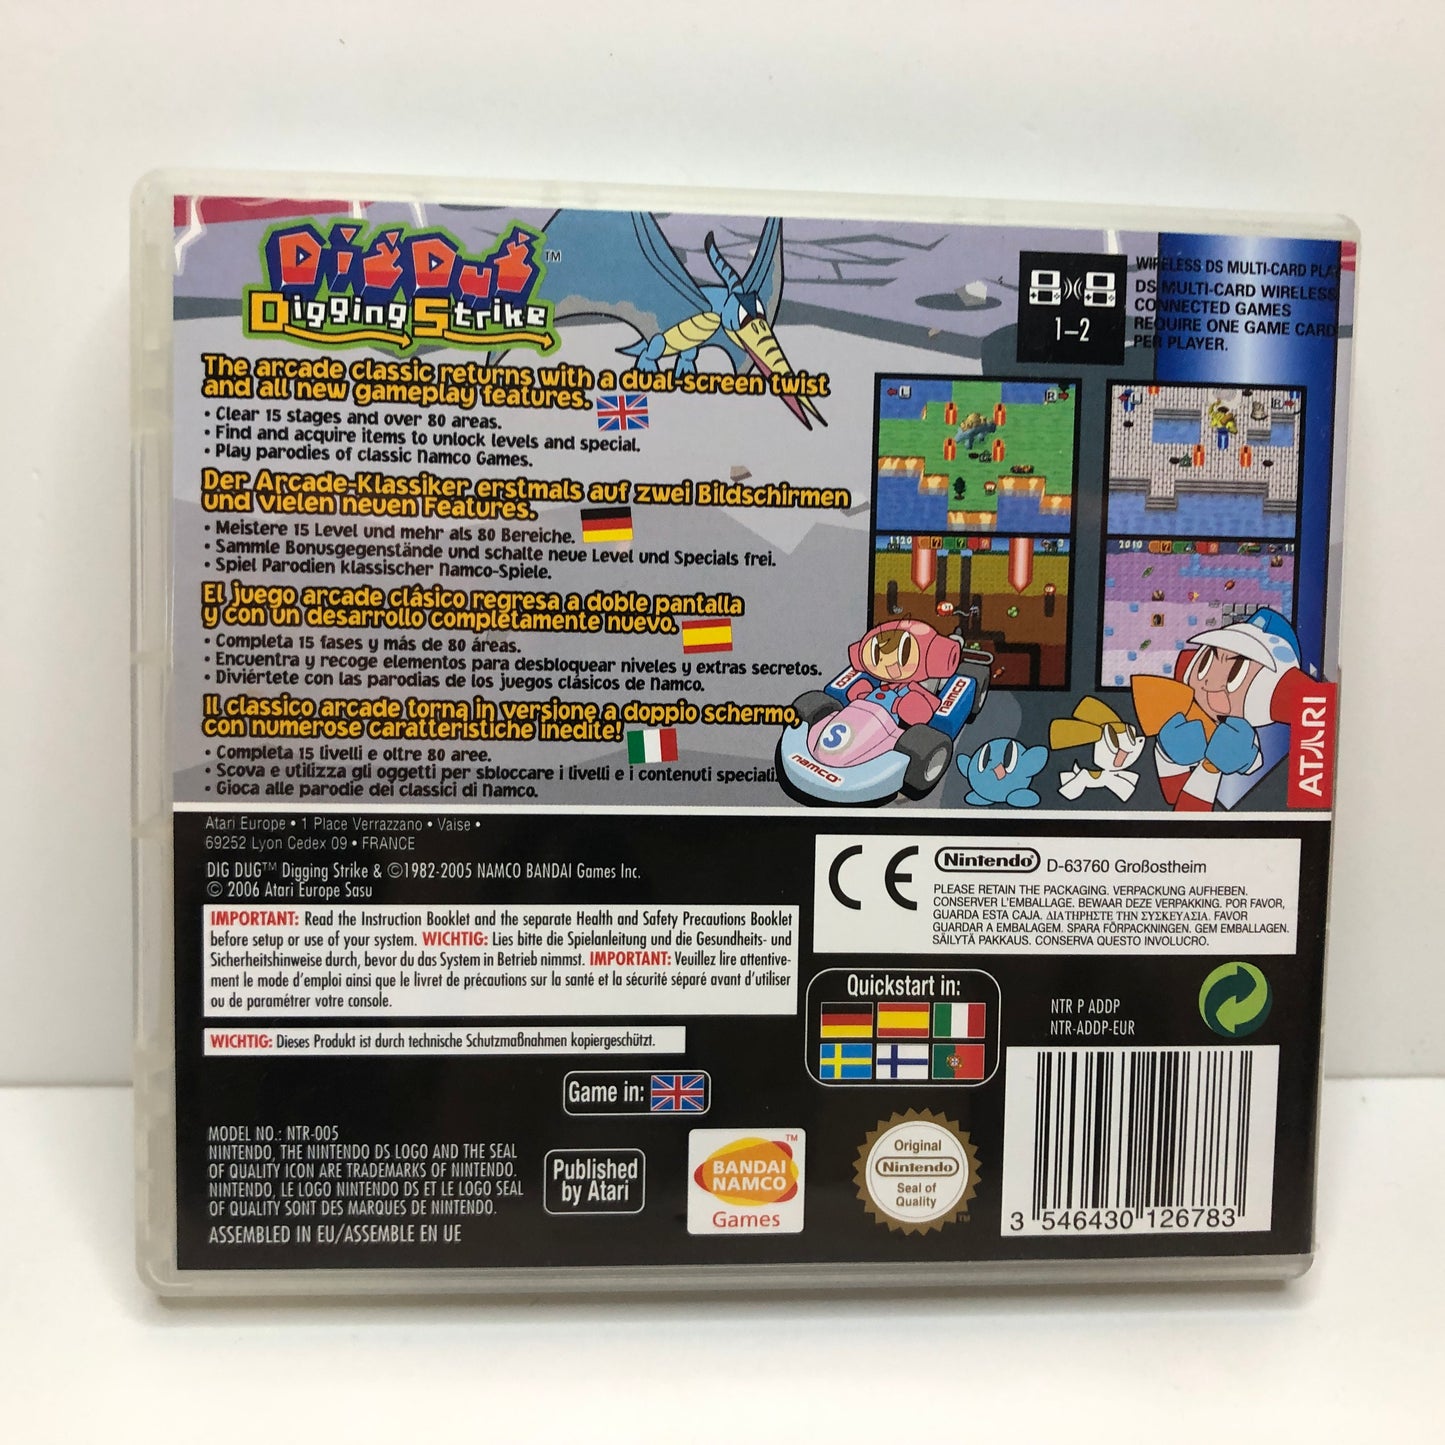 Dig Dug™
Digging Strike
The arcade classic returns with a dual-screen twist
and all new gameplay features.
• Clear 15 stages and over 80 areas.
• Find and acquire items to unlock levels and special.
• Play parodies of classic Namco Games.
Der Arcade-Klassiker erstmals auf zwei Bildschirmen
und vielen neuen Features.
• Meistere 15 Level und mehr als 80 Bereiche.
• Sammle Bonusgegenstände und schalte neue Level und Specials frei.
• Spiel Parodien klassischer Namco-Spiele.
El juego arcade clásico regresa a doble pantalla
y con un desarrollo completamente nuevo.
• Completa 15 fases y más de 80 áreas.
• Encuentra y recoge elementos para desbloquear niveles y extras secretos.
• Diviértete con las parodias de los juegos clásicos de Namco.
Il classico arcade torna in versione a doppio schermo,
con numerose caratteristiche inedite!
• Completa 15 livelli e oltre 80 aree.
• Scova e utilizza gli oggetti per sbloccare i livelli e i contenuti speciali.
• Gioca alle parodie dei classici di Namco.
1-2
WIRELESS DS MULTI-CARD PLAY
DS MULTI-CARD WIRELESS
CONNECTED GAMES
REQUIRE ONE GAME CARD
PER PLAYER.
L
R
L
R
1120
2010
11
namco
namco
S
namco
ATARI
Atari Europe • 1 Place Verrazzano • Vaise •
69252 Lyon Cedex 09 • FRANCE
DIG DUG™ Digging Strike & ©1982-2005 NAMCO BANDAI Games Inc.
© 2006 Atari Europe Sasu
IMPORTANT: Read the Instruction Booklet and the separate Health and Safety Precautions Booklet
before setup or use of your system. WICHTIG: Lies bitte die Spielanleitung und die Gesundheits- und
Sicherheitshinweise durch, bevor du das System in Betrieb nimmst. IMPORTANT: Veuillez lire attentive-
ment le mode d'emploi ainsi que le livret de précautions sur la santé et la sécurité séparé avant d'utiliser
ou de paramétrer votre console.
WICHTIG: Dieses Produkt ist durch technische Schutzmaßnahmen kopiergeschützt.
Game in:
MODEL NO.: NTR-005
NINTENDO, THE NINTENDO DS LOGO AND THE SEAL
OF QUALITY ICON ARE TRADEMARKS OF NINTENDO.
NINTENDO, LE LOGO NINTENDO DS ET LE LOGO SEAL
OF QUALITY SONT DES MARQUES DE NINTENDO.
ASSEMBLED IN EU/ASSEMBLE EN UE
Published
by Atari
BANDAI
NAMCO
Games
TM
CE
Nintendo® D-63760 Großostheim
PLEASE RETAIN THE PACKAGING. VERPACKUNG AUFHEBEN.
CONSERVER L'EMBALLAGE. BEWAAR DEZE VERPAKKING. POR FAVOR,
GUARDA ESTA CAJA. ΔΙΑΤΗΡΗΣΤΕ ΤΗΝ ΣΥΣΚΕΥΑΣΙΑ. FAVOR
GUARDAR A EMBALAGEM. SPARA FÖRPACKNINGEN. GEM EMBALLAGEN.
SÄILYTÄ PAKKAUS. CONSERVA QUESTO INVOLUCRO.
Quickstart in:
NTR P ADDP
NTR-ADDP-EUR
Original
Nintendo
Seal of
Quality
TM
3 546430 126783